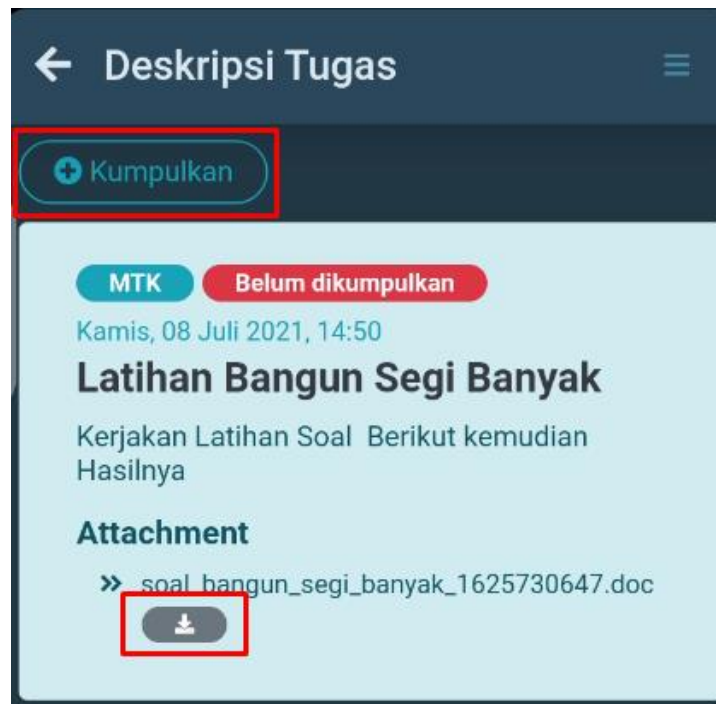 Deskripsi Tugas
Kumpulkan
MTK Belum dikumpulkan
Kamis, 08 Juli 2021, 14:50
Latihan Bangun Segi Banyak
Kerjakan Latihan Soal Berikut kemudian
Hasilnya
Attachment
soal_bangun_segi_banyak_1625730647.doc